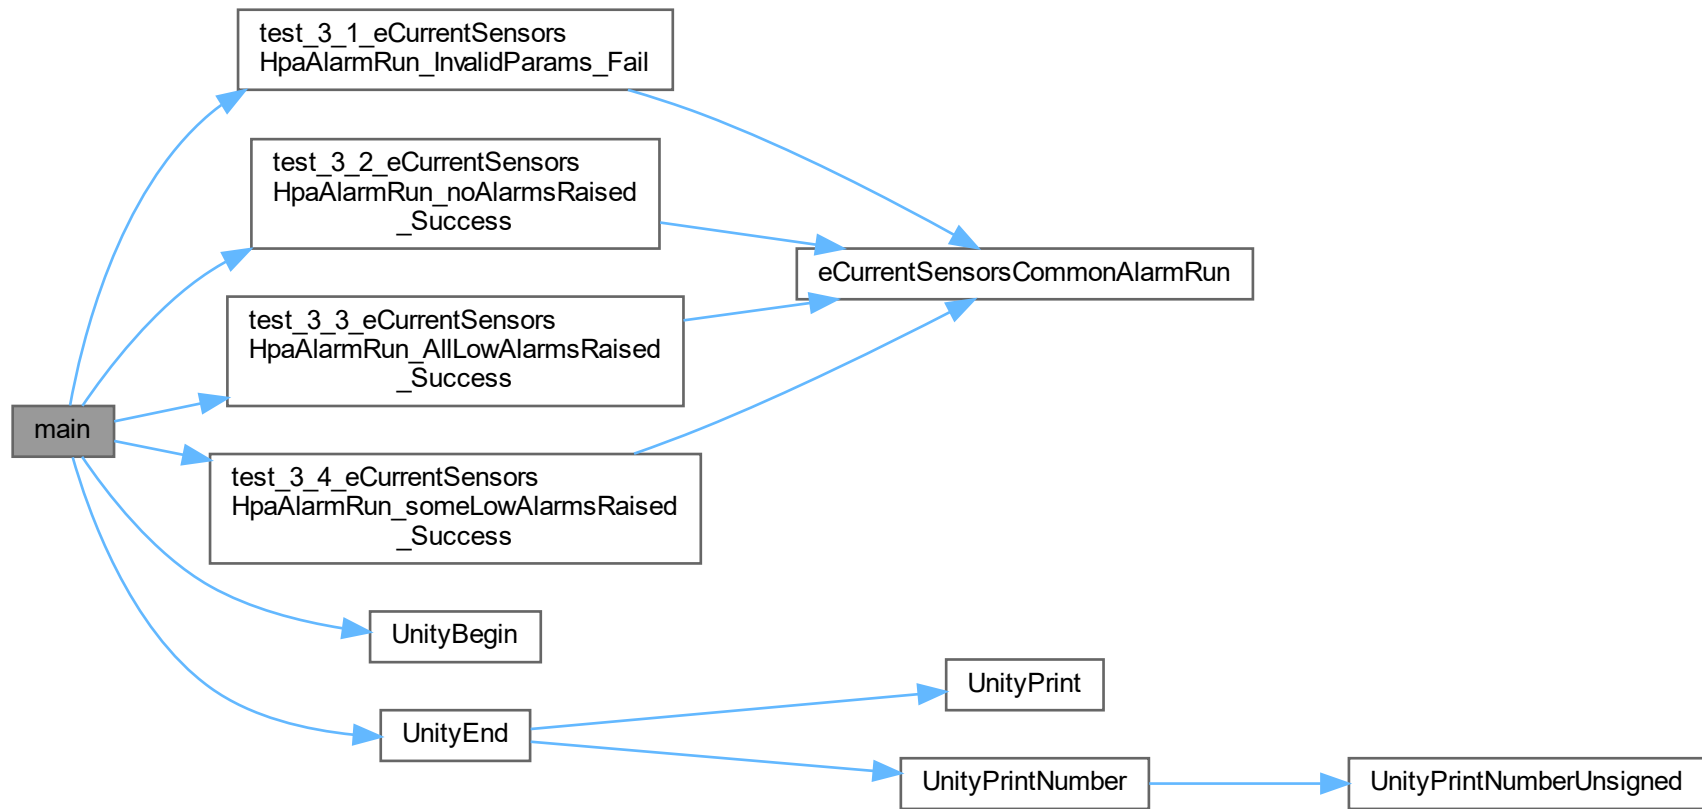 test_3_1_eCurrentSensors
HpaAlarmRun_InvalidParams_Fail
test_3_2_eCurrentSensors
HpaAlarmRun_noAlarmsRaised
_Success
eCurrentSensorsCommonAlarmRun
test_3_3_eCurrentSensors
HpaAlarmRun_AllLowAlarmsRaised
_Success
main
test_3_4_eCurrentSensors
HpaAlarmRun_someLowAlarmsRaised
_Success
UnityBegin
UnityPrint
UnityEnd
UnityPrintNumber
UnityPrintNumberUnsigned